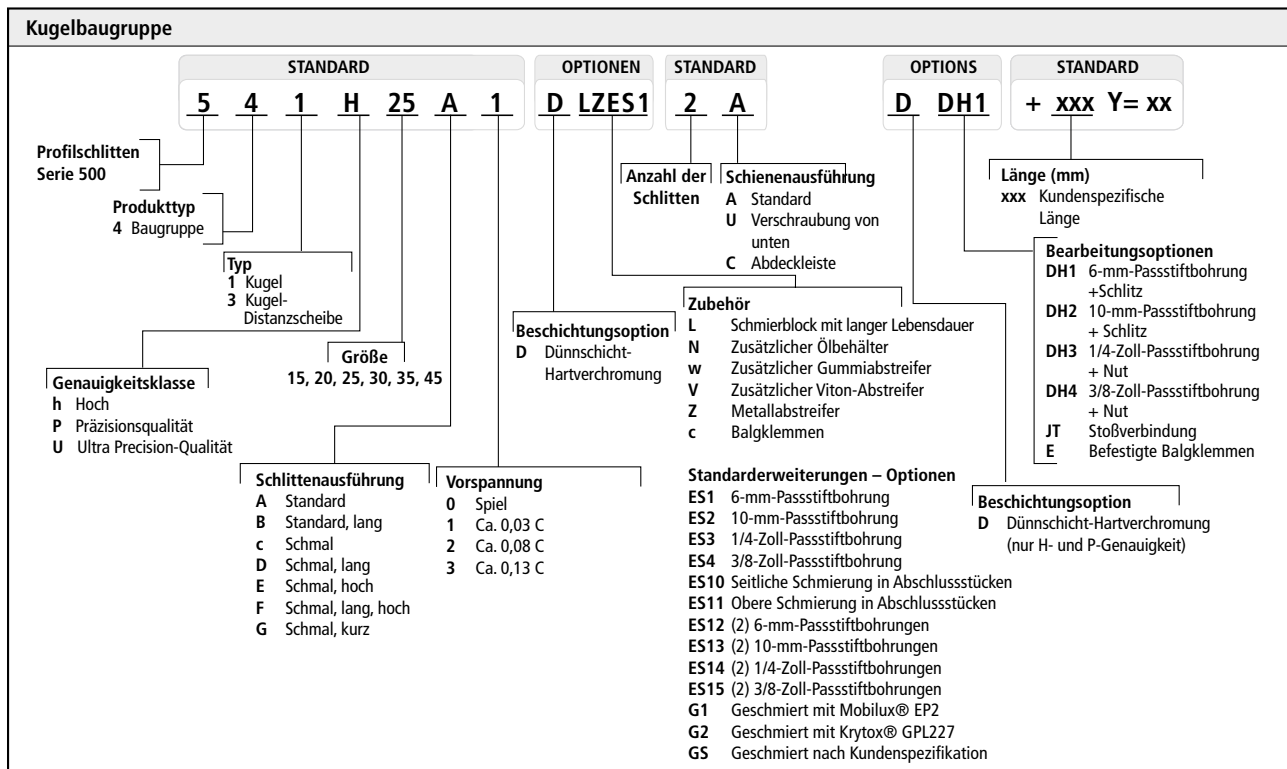 Kugelbaugruppe
STANDARD OPTIONEN STANDARD OPTIONS STANDARD
5 4 1 H 25 A 1 D LZES1 2 A D DH1 + xxx Y= xx
Profilschlitten
Serie 500
Produkttyp
4 Baugruppe
Typ
1 Kugel
3 Kugel-
Distanzscheibe
Genauigkeitsklasse
h Hoch
P Präzisionsqualität
U Ultra Precision-Qualität
Größe
15, 20, 25, 30, 35, 45
Schlittenausführung
A Standard
B Standard, lang
c Schmal
D Schmal, lang
E Schmal, hoch
F Schmal, lang, hoch
G Schmal, kurz
Vorspannung
0 Spiel
1 Ca. 0,03 C
2 Ca. 0,08 C
3 Ca. 0,13 C
Beschichtungsoption
D Dünnschicht-
Hartverchromung
Anzahl der
Schlitten
Schienenausführung
A Standard
U Verschraubung von
unten
C Abdeckleiste
Zubehör
L Schmierblock mit langer Lebensdauer
N Zusätzlicher Ölbehälter
w Zusätzlicher Gummiabstreifer
V Zusätzlicher Viton-Abstreifer
Z Metallabstreifer
c Balgklemmen
Standarderweiterungen – Optionen
ES1 6-mm-Passstiftbohrung
ES2 10-mm-Passstiftbohrung
ES3 1/4-Zoll-Passstiftbohrung
ES4 3/8-Zoll-Passstiftbohrung
ES10 Seitliche Schmierung in Abschlussstücken
ES11 Obere Schmierung in Abschlussstücken
ES12 (2) 6-mm-Passstiftbohrungen
ES13 (2) 10-mm-Passstiftbohrungen
ES14 (2) 1/4-Zoll-Passstiftbohrungen
ES15 (2) 3/8-Zoll-Passstiftbohrungen
G1 Geschmiert mit Mobilux® EP2
G2 Geschmiert mit Krytox® GPL227
GS Geschmiert nach Kundenspezifikation
Länge (mm)
xxx Kundenspezifische
Länge
Bearbeitungsoptionen
DH1 6-mm-Passstiftbohrung
+Schlitz
DH2 10-mm-Passstiftbohrung
+ Schlitz
DH3 1/4-Zoll-Passstiftbohrung
+ Nut
DH4 3/8-Zoll-Passstiftbohrung
+ Nut
JT Stoßverbindung
E Befestigte Balgklemmen
Beschichtungsoption
D Dünnschicht-Hartverchromung
(nur H- und P-Genauigkeit)